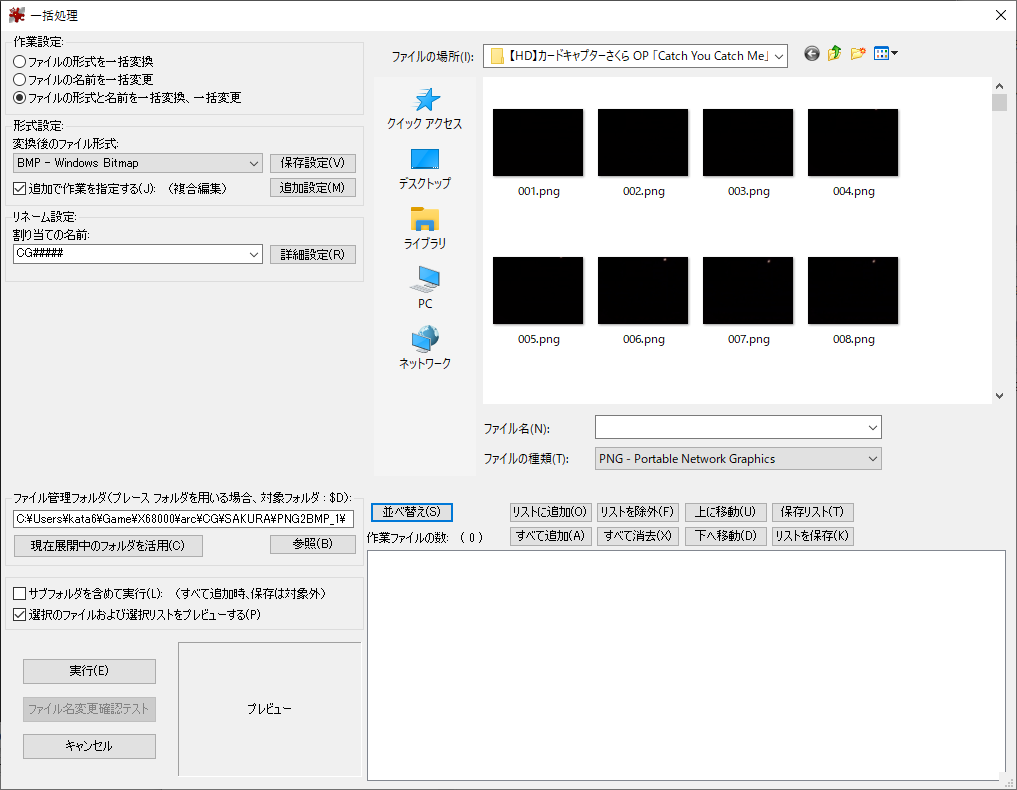 一括処理
作業設定:
ファイルの形式を一括変換
ファイルの名前を一括変更
ファイルの形式と名前を一括変換、一括変更
形式設定:
変換後のファイル形式:
BMP - Windows Bitmap
保存設定(V)
追加で作業を指定する(J): （複合編集）
追加設定(M)
リネーム設定:
割り当ての名前:
CG#####
詳細設定(R)
ファイルの場所(I):
【HD】カードキャプターさくら OP 「Catch You Catch Me」
クイック アクセス
デスクトップ
ライブラリ
PC
ネットワーク
001.png
002.png
003.png
004.png
005.png
006.png
007.png
008.png
ファイル名(N):
ファイルの種類(T):
PNG - Portable Network Graphics
ファイル管理フォルダ(プレース フォルダを用いる場合、対象フォルダ : $D):
C:¥Users¥kata6¥Game¥X68000¥arc¥CG¥SAKURA¥PNG2BMP_1¥
現在展開中のフォルダを活用(C)
参照(B)
並べ替え(S)
リストに追加(O)
リストを除外(F)
上に移動(U)
保存リスト(T)
作業ファイルの数: ( 0 )
すべて追加(A)
すべて消去(X)
下へ移動(D)
リストを保存(K)
サブフォルダを含めて実行(L): （すべて追加時、保存は対象外）
選択のファイルおよび選択リストをプレビューする(P)
実行(E)
ファイル名変更確認テスト
キャンセル
プレビュー